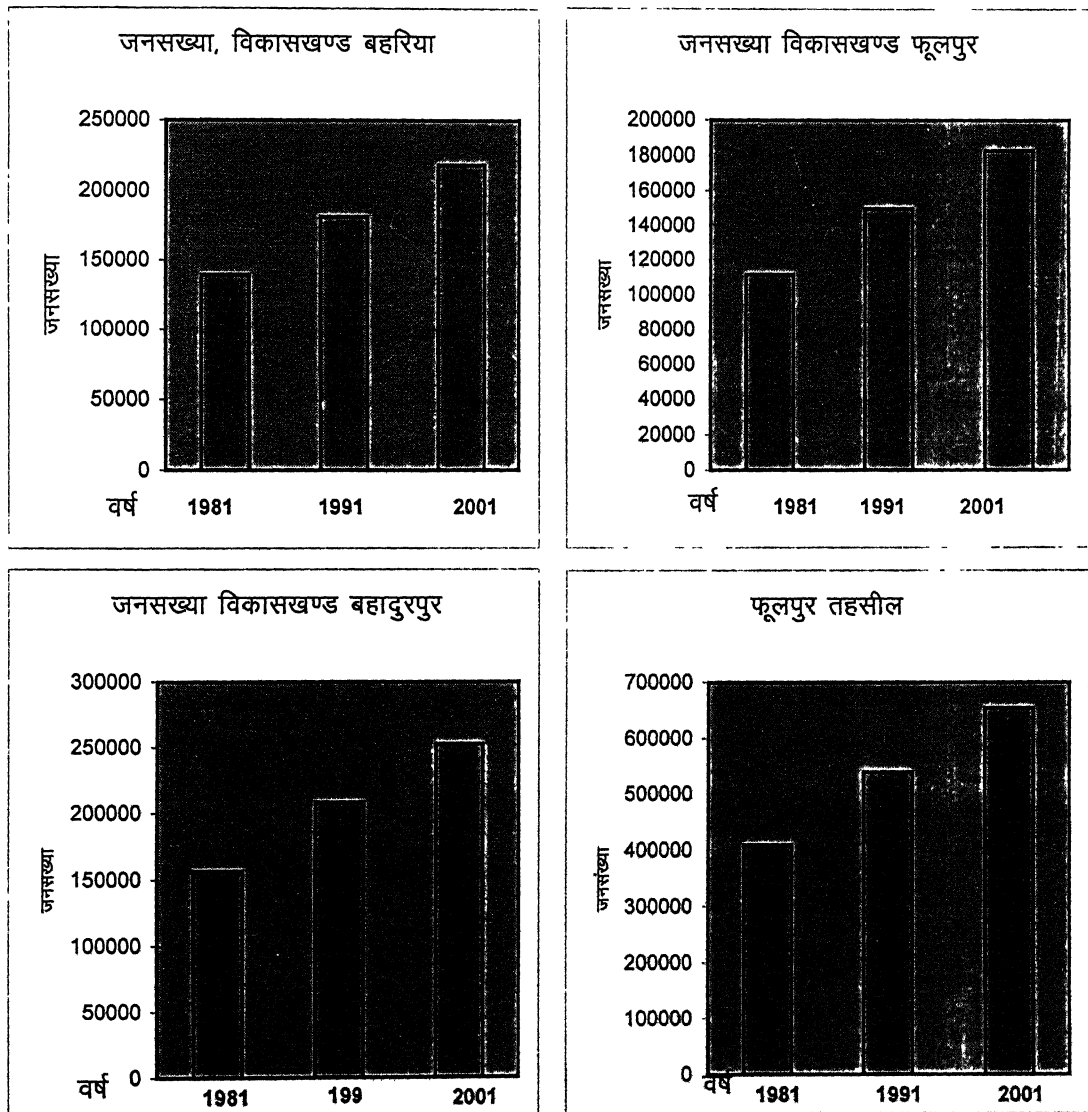 जनसख्या, विकासखण्ड बहरिया
250000
200000
150000
100000
50000
0
जनसख्या
वर्ष 1981 1991 2001
जनसख्या विकासखण्ड फूलपुर
200000
180000
160000
140000
120000
100000
80000
60000
40000
20000
0
जनसख्या
वर्ष 1981 1991 2001
जनसख्या विकासखण्ड बहादुरपुर
300000
250000
200000
150000
100000
50000
0
जनसख्या
वर्ष 1981 199 2001
फूलपुर तहसील
700000
600000
500000
400000
300000
200000
100000
0
जनसंख्या
वर्ष 1981 1991 2001